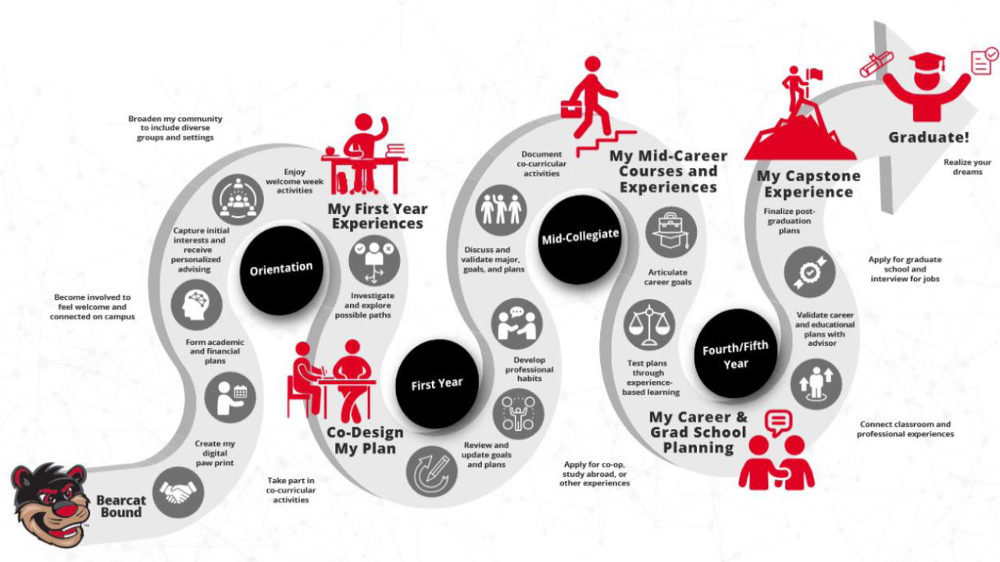 Bearcat
Bound
Create my
digital
paw print
Form academic
and financial
plans
Become involved to
feel welcome and
connected on campus
Capture initial
interests and
receive
personalized
advising
Broaden my community
to include diverse
groups and settings
Enjoy
welcome week
activities
Orientation
My First Year
Experiences
Investigate
and explore
possible paths
Co-Design
My Plan
Take part in
co-curricular
activities
First Year
Review and
update goals
and plans
Develop
professional
habits
Discuss and
validate major,
goals, and plans
Document
co-curricular
activities
Mid-Collegiate
My Mid-Career
Courses and
Experiences
Articulate
career goals
Test plans
through
experience-
based learning
Apply for co-op,
study abroad, or
other experiences
My Career &
Grad School
Planning
Fourth/Fifth
Year
Connect classroom and
professional experiences
Validate career
and educational
plans with
advisor
Apply for graduate
school and
interview for jobs
Finalize post-
graduation
plans
My Capstone
Experience
Graduate!
Realize your
dreams